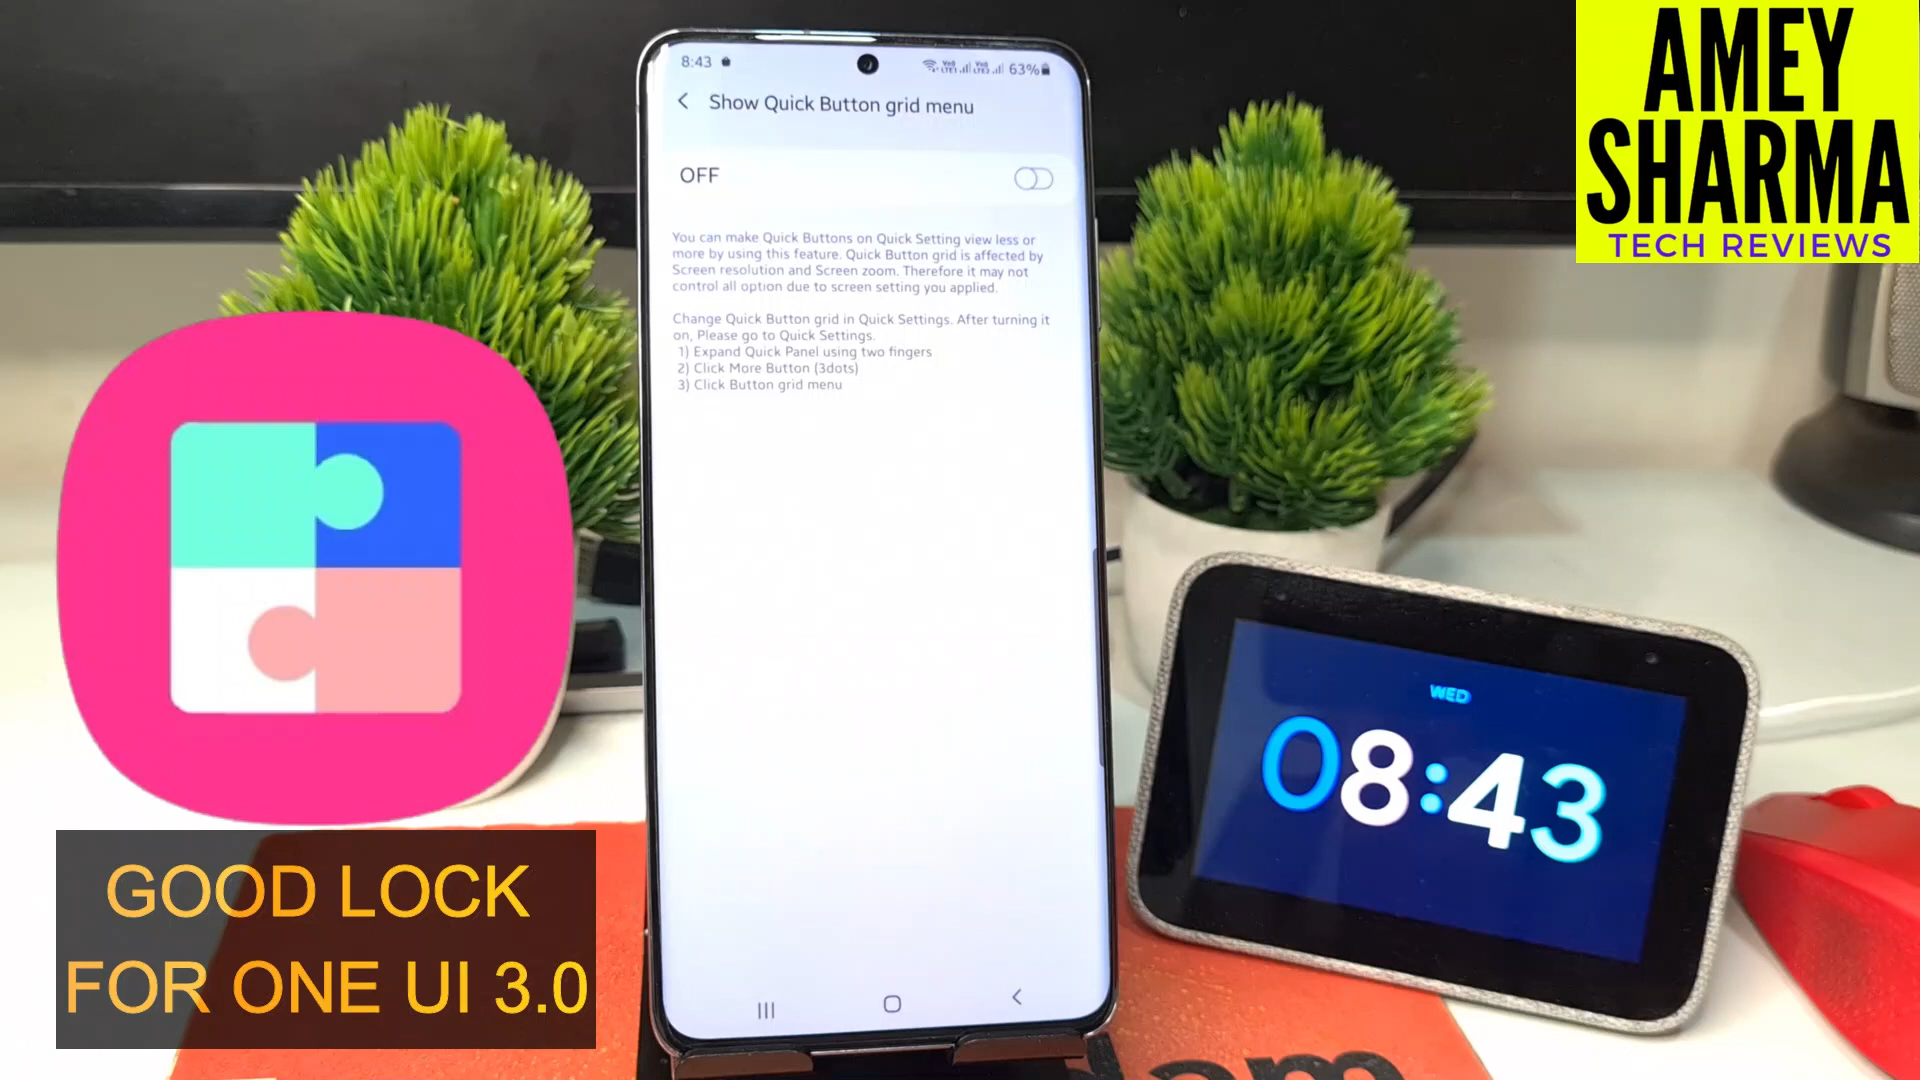 8:43
63%
Show Quick Button grid menu
OFF
You can make Quick Buttons on Quick Setting view less or
more by using this feature. Quick Button grid is affected by
Screen resolution and Screen zoom. Therefore it may not
control all option due to screen setting you applied.
Change Quick Button grid in Quick Settings. After turning it
on, Please go to Quick Settings.
1) Expand Quick Panel using two fingers
2) Click More Button (3dots)
3) Click Button grid menu
AMEY
SHARMA
TECH REVIEWS
WED
08:43
GOOD LOCK
FOR ONE UI 3.0